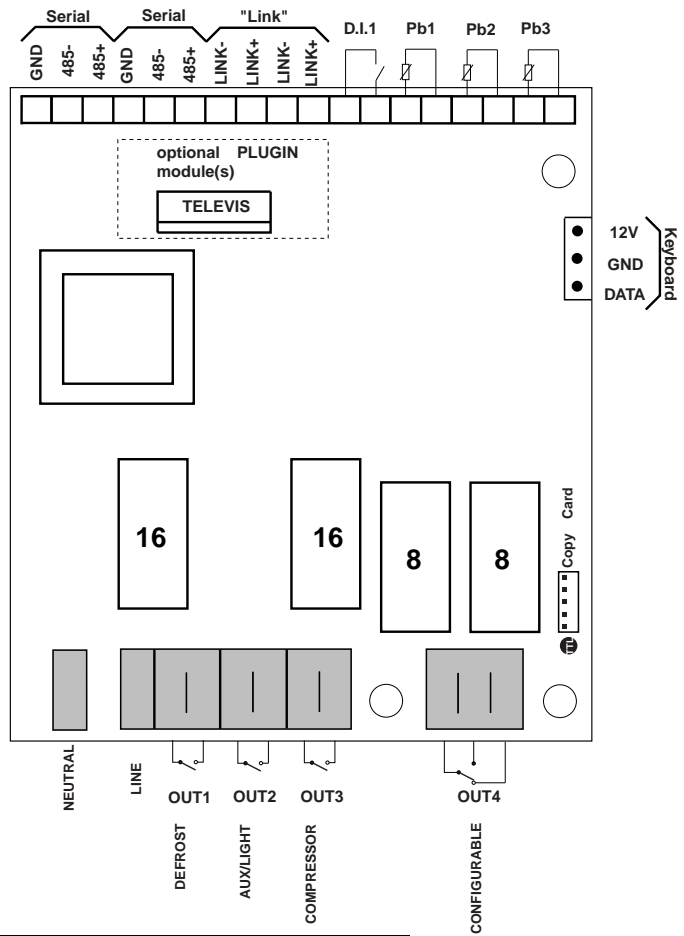 Serial Serial "Link"
D.I.1 Pb1 Pb2 Pb3
GND 485- 485+ GND 485- 485+ LINK- LINK+ LINK- LINK+
optional PLUGIN
module(s)
TELEVIS
12V
GND
DATA
Keyboard
16 16 8 8
Copy Card
NEUTRAL
LINE
OUT1 OUT2 OUT3 OUT4
DEFROST
AUX/LIGHT
COMPRESSOR
CONFIGURABLE